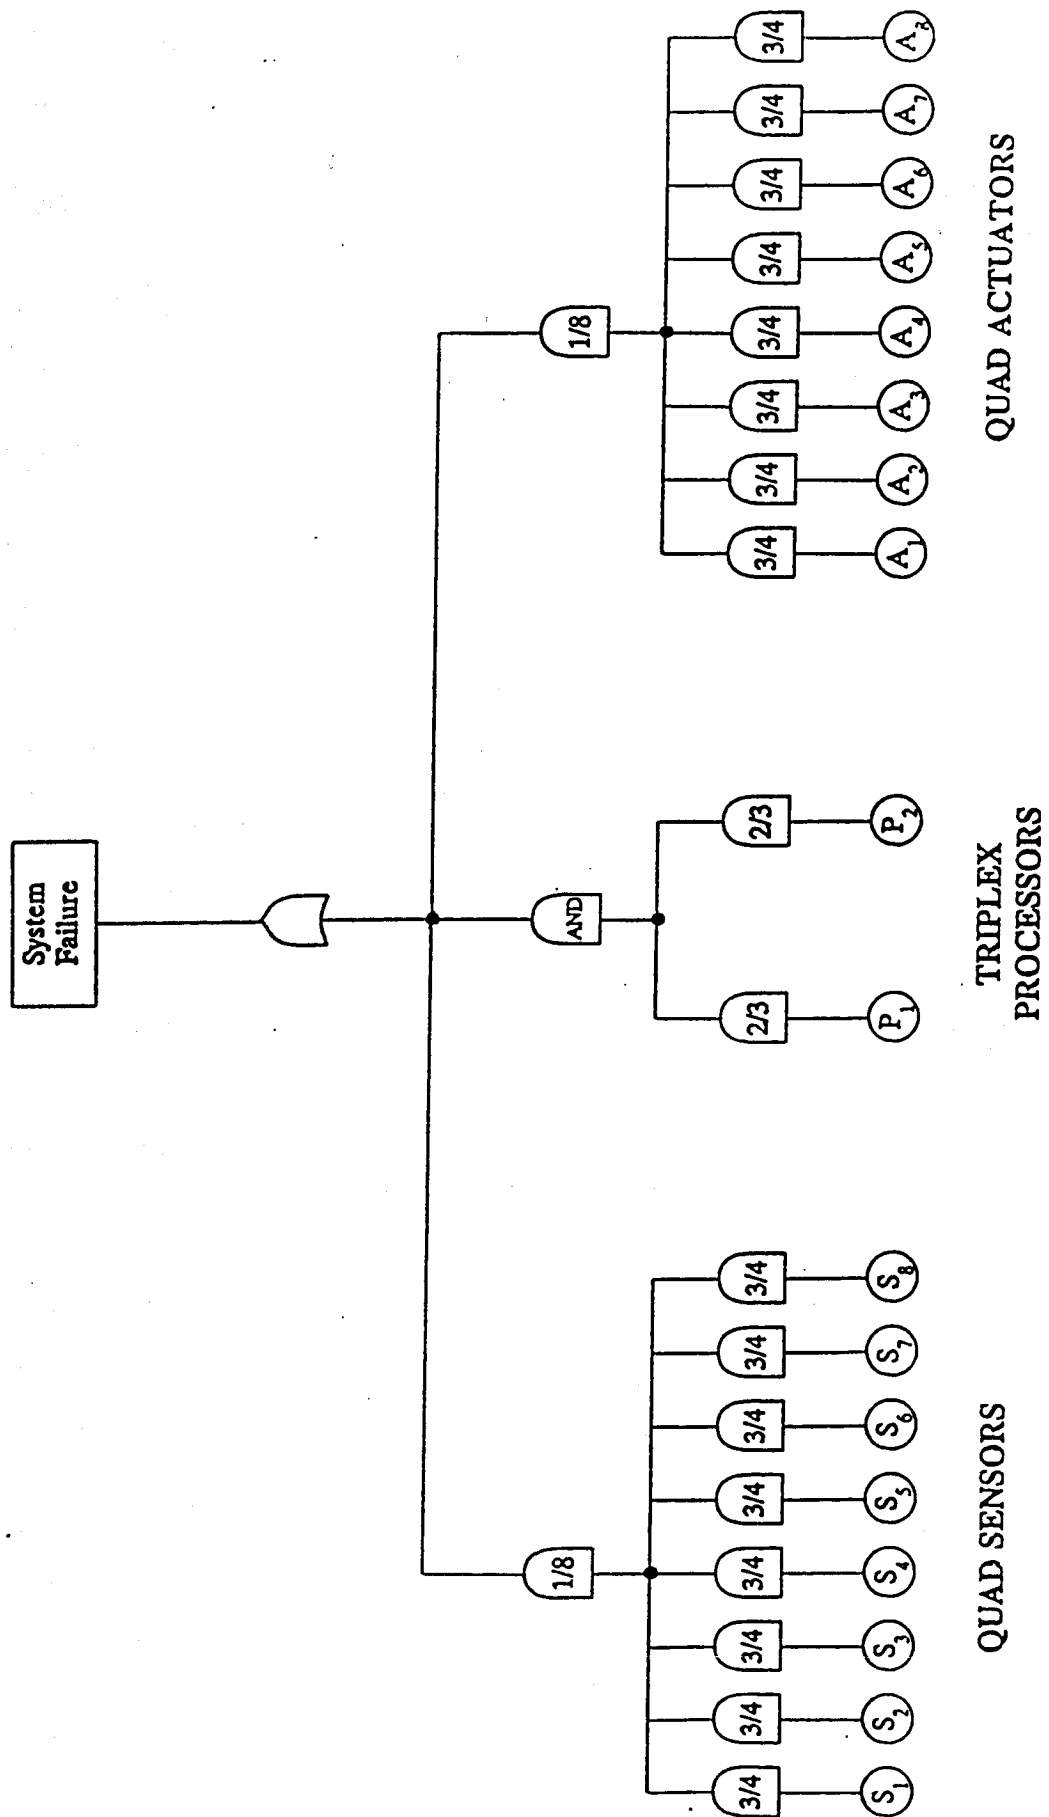 System
Failure
1/8
AND
1/8
3/4 3/4 3/4 3/4 3/4 3/4 3/4 3/4
2/3 2/3
3/4 3/4 3/4 3/4 3/4 3/4 3/4 3/4
S₁ S₂ S₃ S₄ S₅ S₆ S₇ S₈
P₁ P₂
A₁ A₂ A₃ A₄ A₅ A₆ A₇ A₈
QUAD SENSORS
TRIPLEX
PROCESSORS
QUAD ACTUATORS